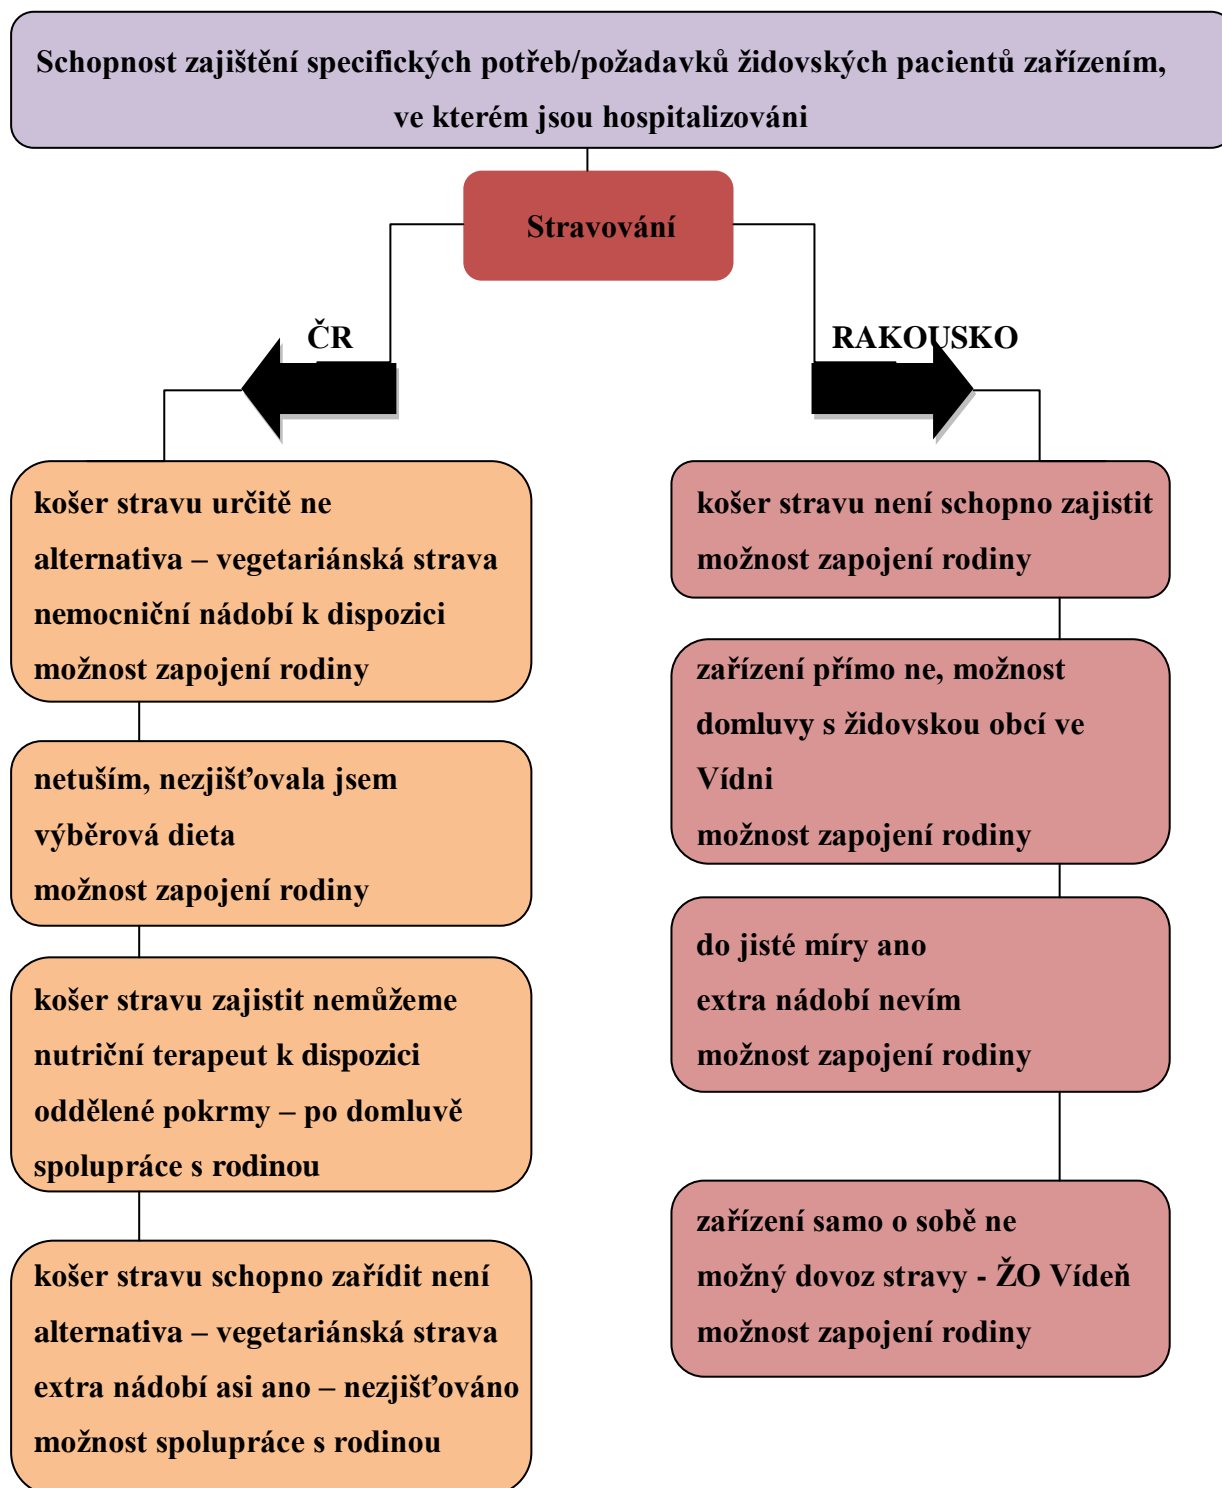 Schopnost zajištění specifických potřeb/požadavků židovských pacientů zařízením,
ve kterém jsou hospitalizováni
Stravování
ČR
RAKOUSKO
košer stravu určitě ne
alternativa – vegetariánská strava
nemocniční nádobí k dispozici
možnost zapojení rodiny
netuším, nezjišťovala jsem
výběrová dieta
možnost zapojení rodiny
košer stravu zajistit nemůžeme
nutriční terapeut k dispozici
oddělené pokrmy – po domluvě
spolupráce s rodinou
košer stravu schopno zařídit není
alternativa – vegetariánská strava
extra nádobí asi ano – nezjišťováno
možnost spolupráce s rodinou
košer stravu není schopno zajistit
možnost zapojení rodiny
zařízení přímo ne, možnost
domluvy s židovskou obcí ve
Vídni
možnost zapojení rodiny
do jisté míry ano
extra nádobí nevím
možnost zapojení rodiny
zařízení samo o sobě ne
možný dovoz stravy - ŽO Vídeň
možnost zapojení rodiny